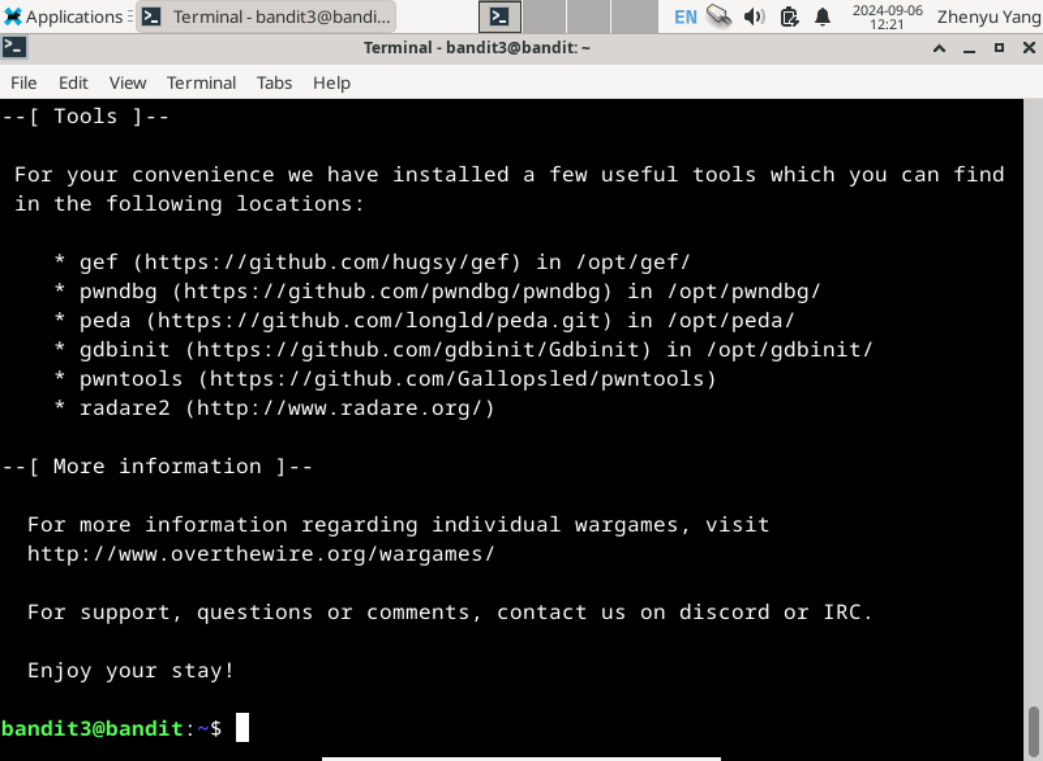 Applications Terminal - bandit3@bandi... EN 2024-09-06 12:21 Zhenyu Yang
Terminal - bandit3@bandit: ~
File Edit View Terminal Tabs Help
--[ Tools ]--
For your convenience we have installed a few useful tools which you can find
in the following locations:
* gef (https://github.com/hugsy/gef) in /opt/gef/
* pwndbg (https://github.com/pwndbg/pwndbg) in /opt/pwndbg/
* peda (https://github.com/longld/peda.git) in /opt/peda/
* gdbinit (https://github.com/gdbinit/Gdbinit) in /opt/gdbinit/
* pwntools (https://github.com/Gallopsled/pwntools)
* radare2 (http://www.radare.org/)
--[ More information ]--
For more information regarding individual wargames, visit
http://www.overthewire.org/wargames/
For support, questions or comments, contact us on discord or IRC.
Enjoy your stay!
bandit3@bandit:~$